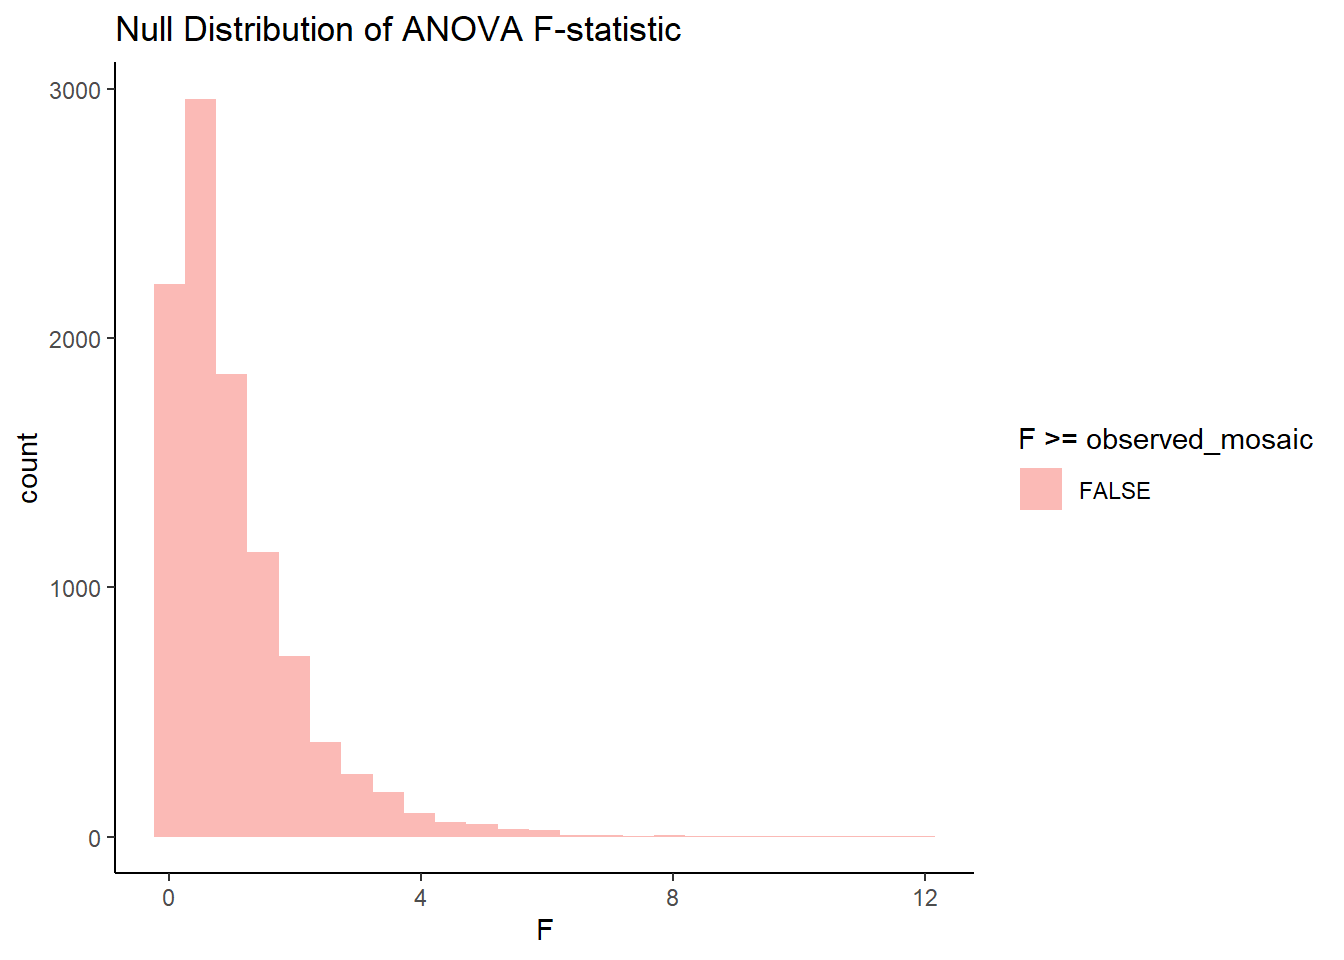 Null Distribution of ANOVA F-statistic
3000
2000
1000
0
count
0 4 8 12
F
F >= observed_mosaic
FALSE